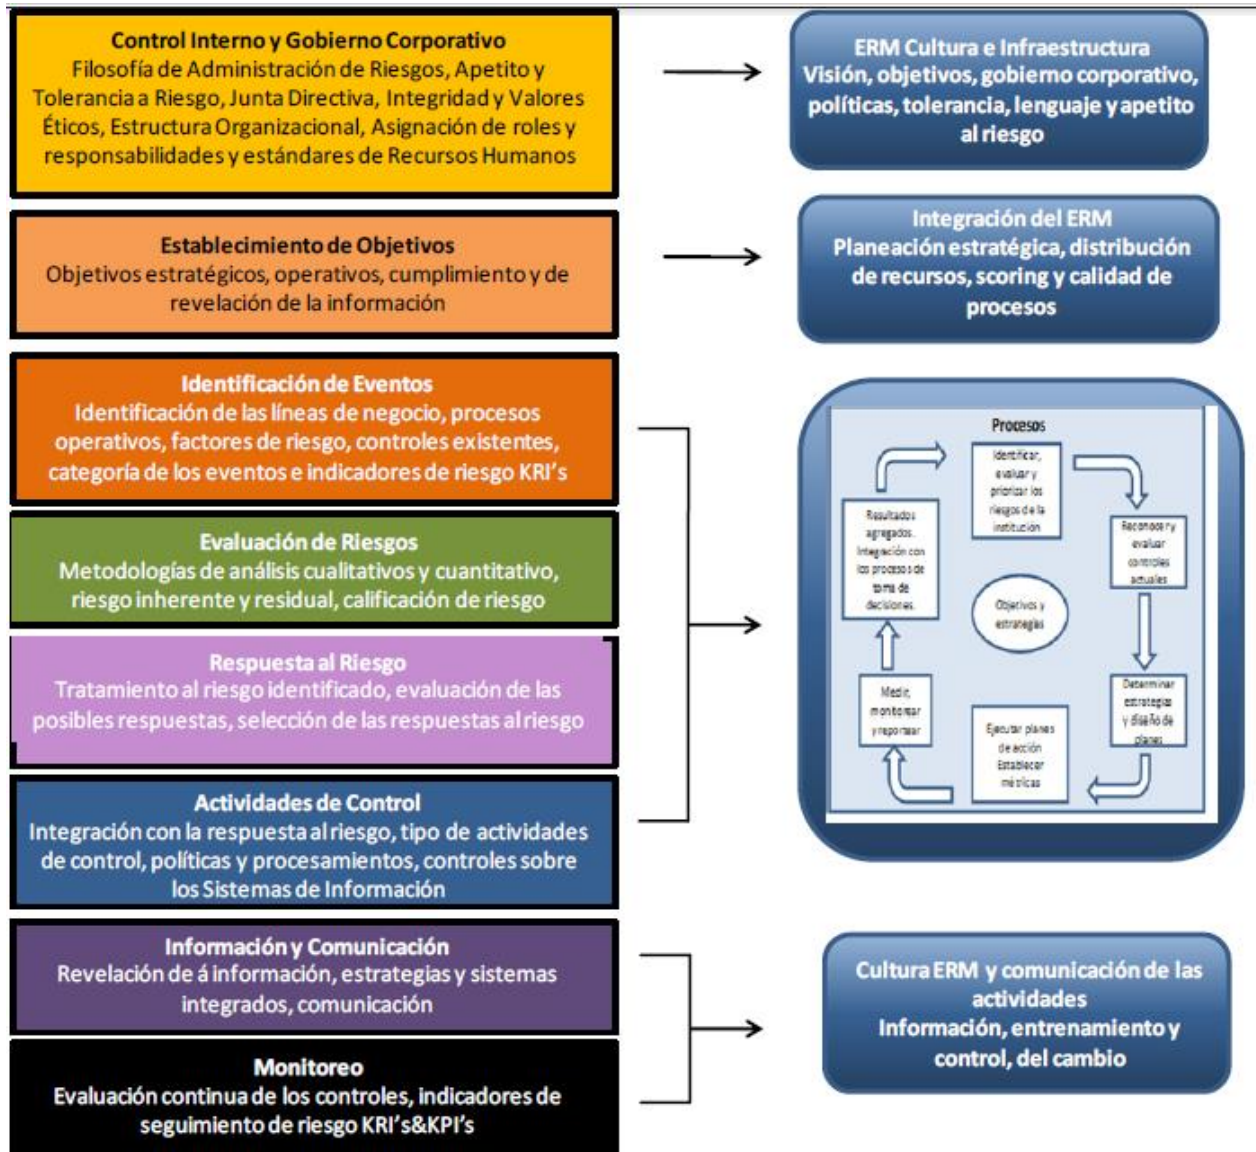 Control Interno y Gobierno Corporativo
Filosofía de Administración de Riesgos, Apetito y
Tolerancia a Riesgo, Junta Directiva, Integridad y Valores
Éticos, Estructura Organizacional, Asignación de roles y
responsabilidades y estándares de Recursos Humanos
ERM Cultura e Infraestructura
Visión, objetivos, gobierno corporativo,
políticas, tolerancia, lenguaje y apetito
al riesgo
Establecimiento de Objetivos
Objetivos estratégicos, operativos, cumplimiento y de
revelación de la información
Integración del ERM
Planeación estratégica, distribución
de recursos, scoring y calidad de
procesos
Identificación de Eventos
Identificación de las líneas de negocio, procesos
operativos, factores de riesgo, controles existentes,
categoría de los eventos e indicadores de riesgo KRI's
Evaluación de Riesgos
Metodologías de análisis cualitativos y cuantitativo,
riesgo inherente y residual, calificación de riesgo
Respuesta al Riesgo
Tratamiento al riesgo identificado, evaluación de las
posibles respuestas, selección de las respuestas al riesgo
Actividades de Control
Integración con la respuesta al riesgo, tipo de actividades
de control, políticas y procesamientos, controles sobre
los Sistemas de Información
Procesos
Identificar,
evaluar y
priorizar los
riesgos de la
institución
Reconocer y
evaluar
controles
actuales
Determinar
estrategias
y diseño de
planes
Ejecutar planes
de acción
Establecer
métricas
Medir,
monitorear
y reportear
Resultados
agregados.
Integración con
los procesos de
toma de
decisiones.
Objetivos y
estrategias
Información y Comunicación
Revelación de á información, estrategias y sistemas
integrados, comunicación
Monitoreo
Evaluación continua de los controles, indicadores de
seguimiento de riesgo KRI's&KPI's
Cultura ERM y comunicación de las
actividades
Información, entrenamiento y
control, del cambio